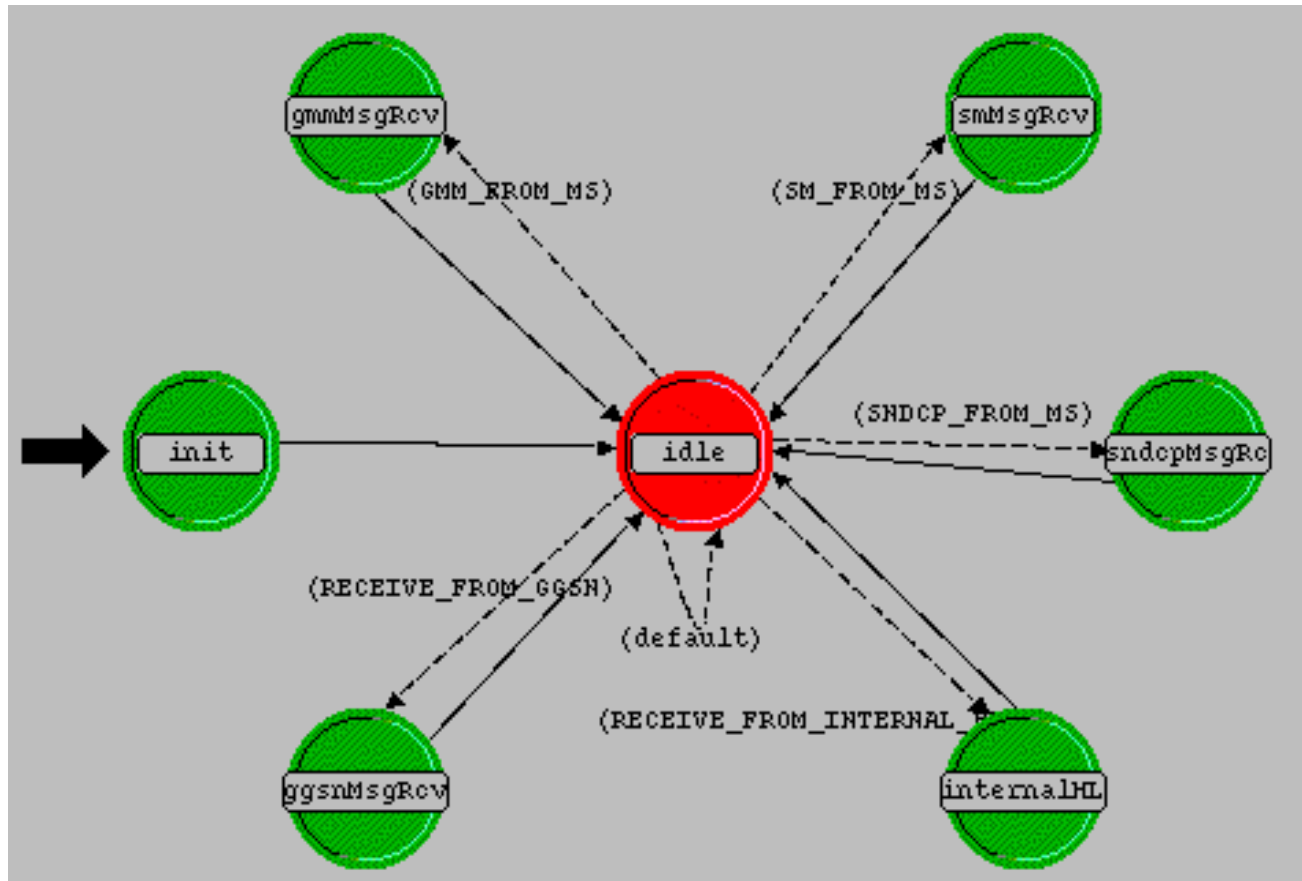 gmmMsgRcv
smMsgRcv
(GMM_FROM_MS)
(SM_FROM_MS)
(SNDCP_FROM_MS)
init
idle
sndcpMsgRc
(RECEIVE_FROM_GGSN)
(default)
(RECEIVE_FROM_INTERNAL_
ggsnMsgRcv
internalHL